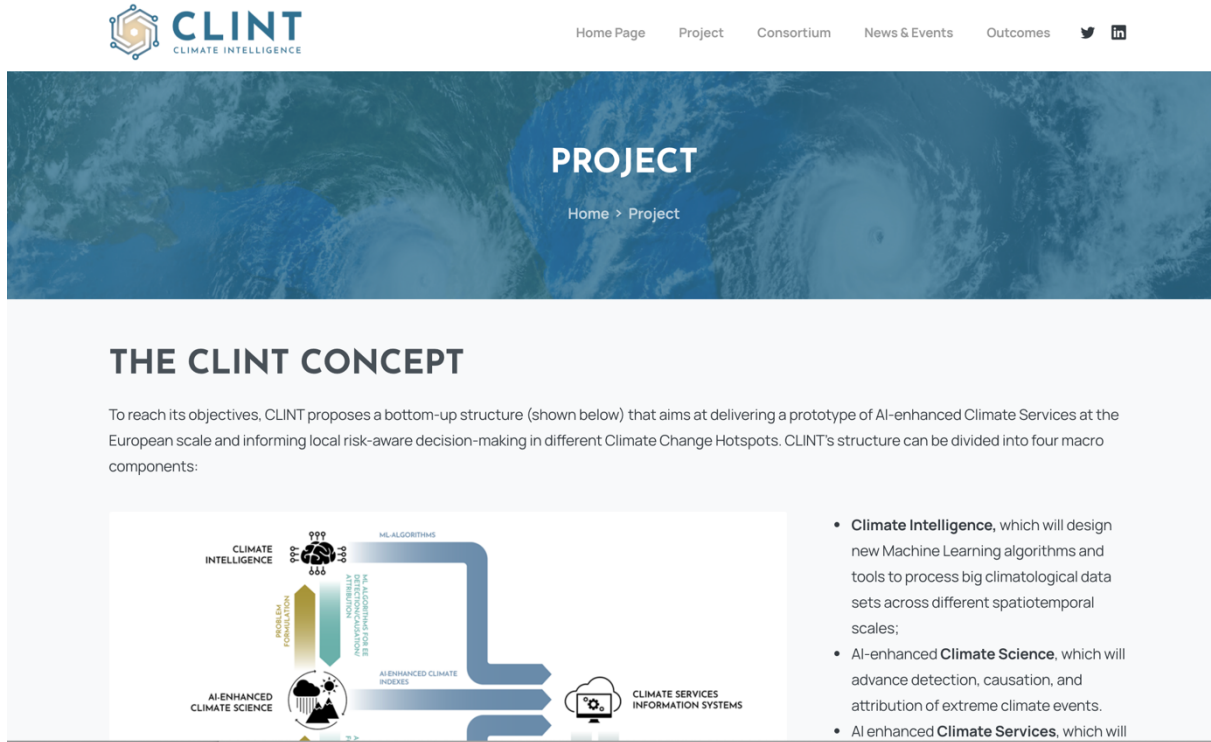 CLINT
CLIMATE INTELLIGENCE
Home Page
Project
Consortium
News & Events
Outcomes
PROJECT
Home > Project
THE CLINT CONCEPT
To reach its objectives, CLINT proposes a bottom-up structure (shown below) that aims at delivering a prototype of AI-enhanced Climate Services at the
European scale and informing local risk-aware decision-making in different Climate Change Hotspots. CLINT's structure can be divided into four macro
components:
CLIMATE
INTELLIGENCE
ML-ALGORITHMS
PROBLEM
FORMULATION
ML ALGORITHMS FOR EE
DETECTION/CAUSATION/
ATTRIBUTION
AI-ENHANCED CLIMATE
INDEXES
AI-ENHANCED
CLIMATE SCIENCE
CLIMATE SERVICES
INFORMATION SYSTEMS
• Climate Intelligence, which will design
new Machine Learning algorithms and
tools to process big climatological data
sets across different spatiotemporal
scales;
• AI-enhanced Climate Science, which will
advance detection, causation, and
attribution of extreme climate events.
• AI enhanced Climate Services, which will